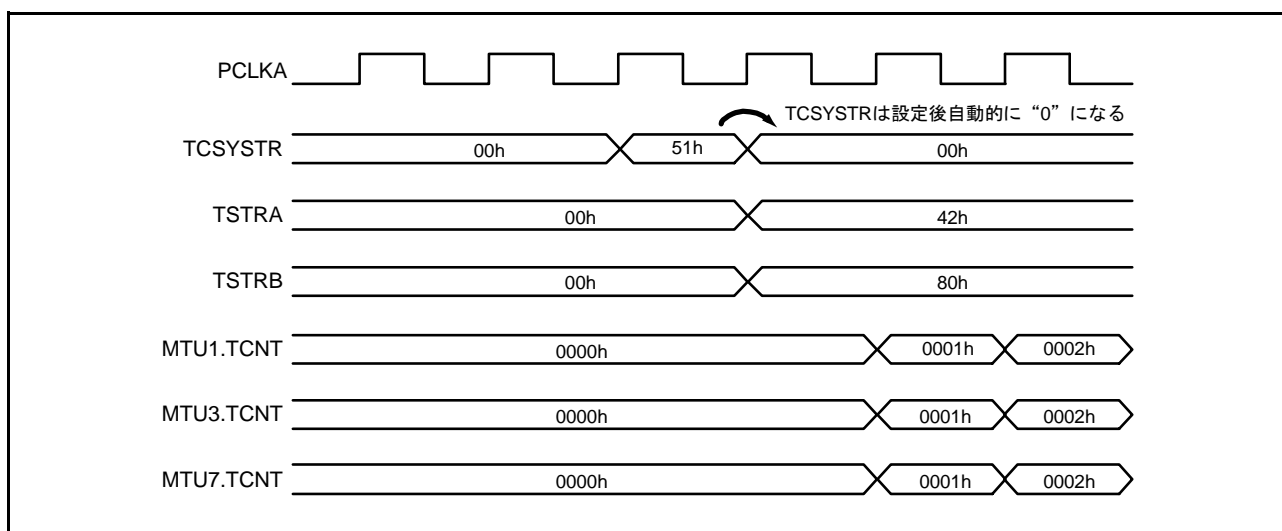 PCLKA
TCSYSTRは設定後自動的に“0”になる
TCSYSTR 00h 51h 00h
TSTRA 00h 42h
TSTRB 00h 80h
MTU1.TCNT 0000h 0001h 0002h
MTU3.TCNT 0000h 0001h 0002h
MTU7.TCNT 0000h 0001h 0002h